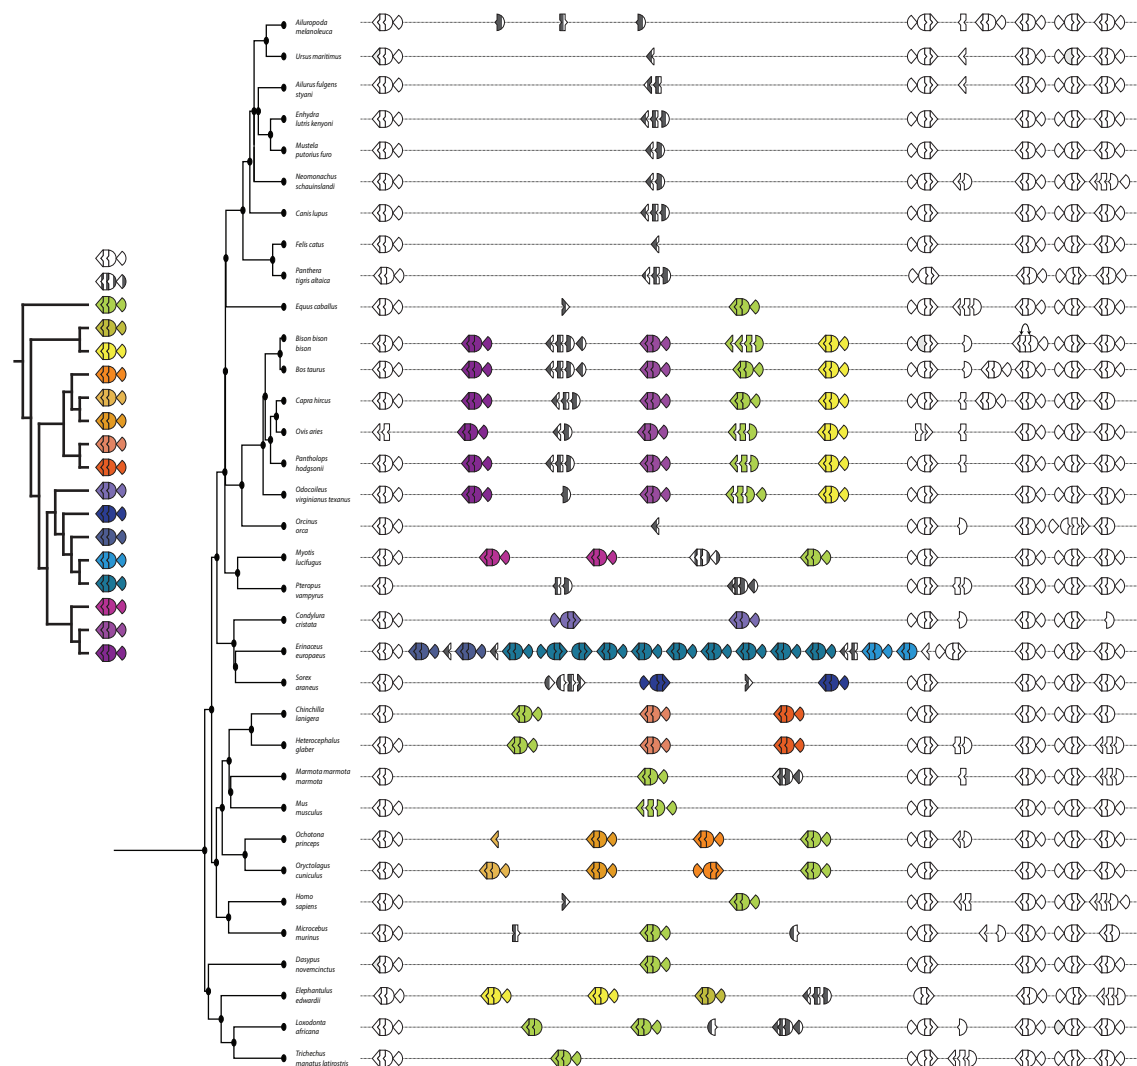 Ailuropoda
melanoleuca
Ursus maritimus
Ailurus fulgens
styani
Enhydra
lutris kenyoni
Mustela
putorius furo
Neomonachus
schauinslandi
Canis lupus
Felis catus
Panthera
tigris altaica
Equus caballus
Bison bison
bison
Bos taurus
Capra hircus
Ovis aries
Pantholops
hodgsonii
Odocoileus
virginianus texanus
Orcinus
orca
Myotis
lucifugus
Pteropus
vampyrus
Condylura
cristata
Erinaceus
europaeus
Sorex
araneus
Chinchilla
lanigera
Heterocephalus
glaber
Marmota marmota
marmota
Mus
musculus
Ochotona
princeps
Oryctolagus
cuniculus
Homo
sapiens
Microcebus
murinus
Dasypus
novemcinctus
Elephantulus
edwardii
Loxodonta
africana
Trichechus
manatus latirostris